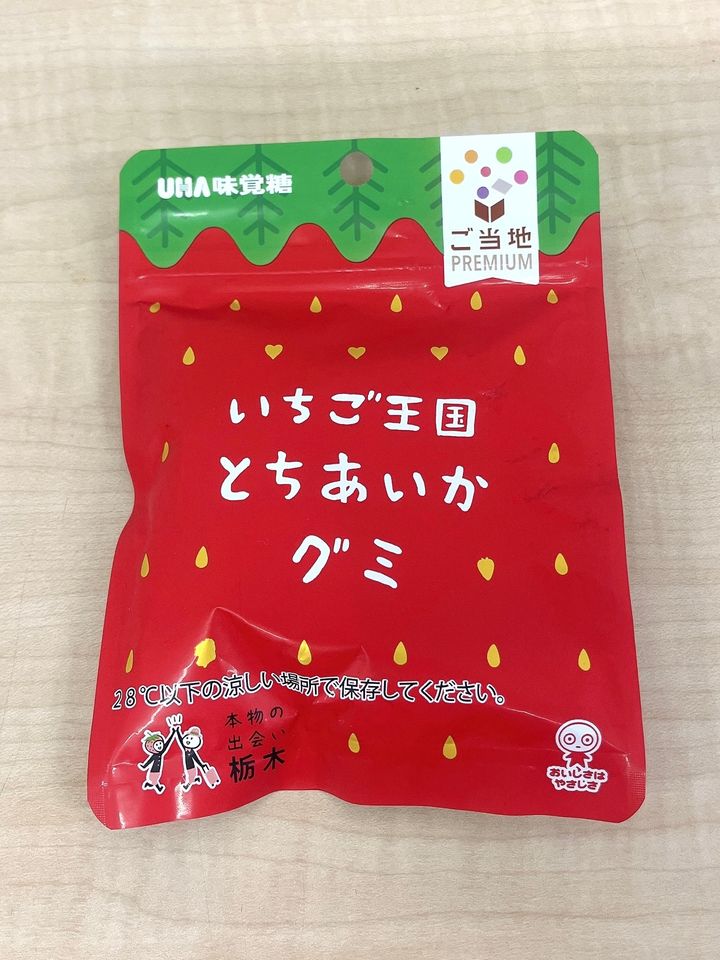 UHA味覚糖
ご当地
PREMIUM
いちご王国
とちあいか
グミ
28℃以下の涼しい場所で保存してください。
本物の
出会い
栃木
おいしさは
やさしさ